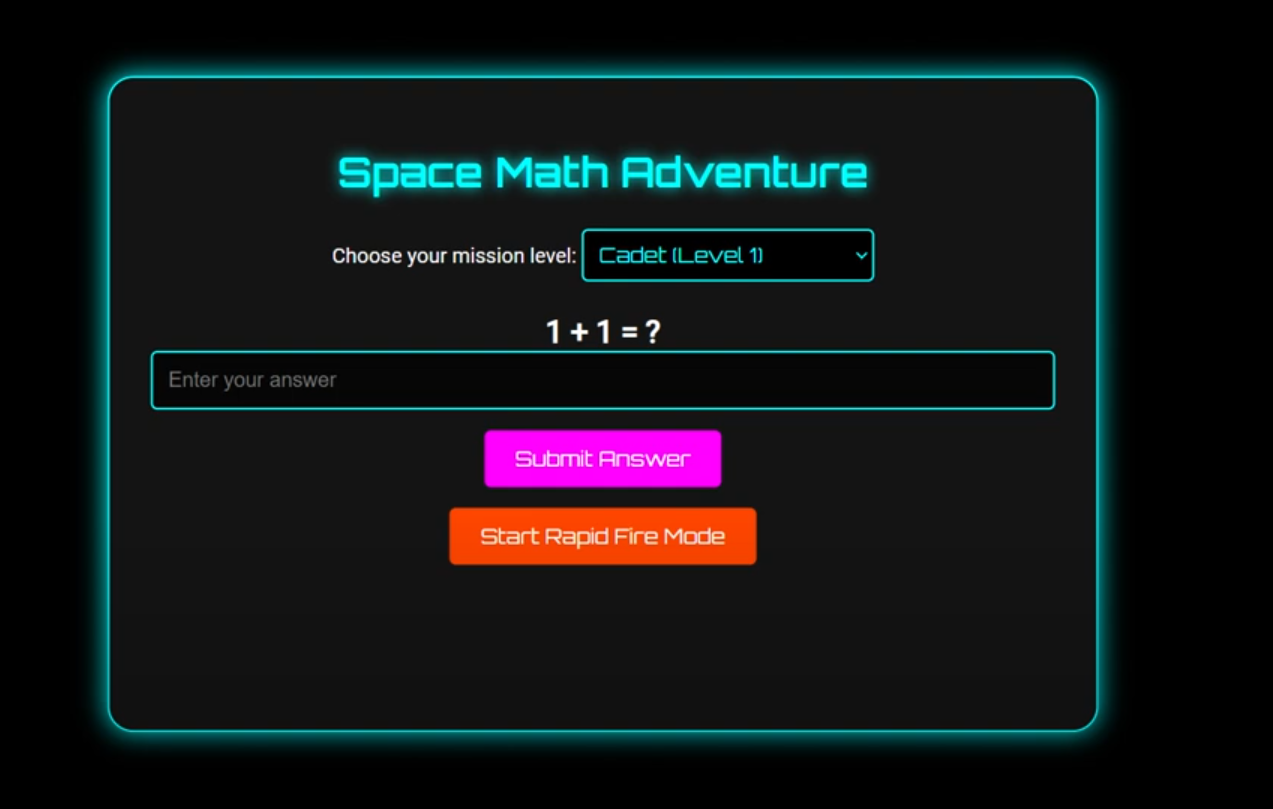 Space Math Adventure
Choose your mission level: Cadet (Level 1)
1 + 1 = ?
Enter your answer
Submit Answer
Start Rapid Fire Mode